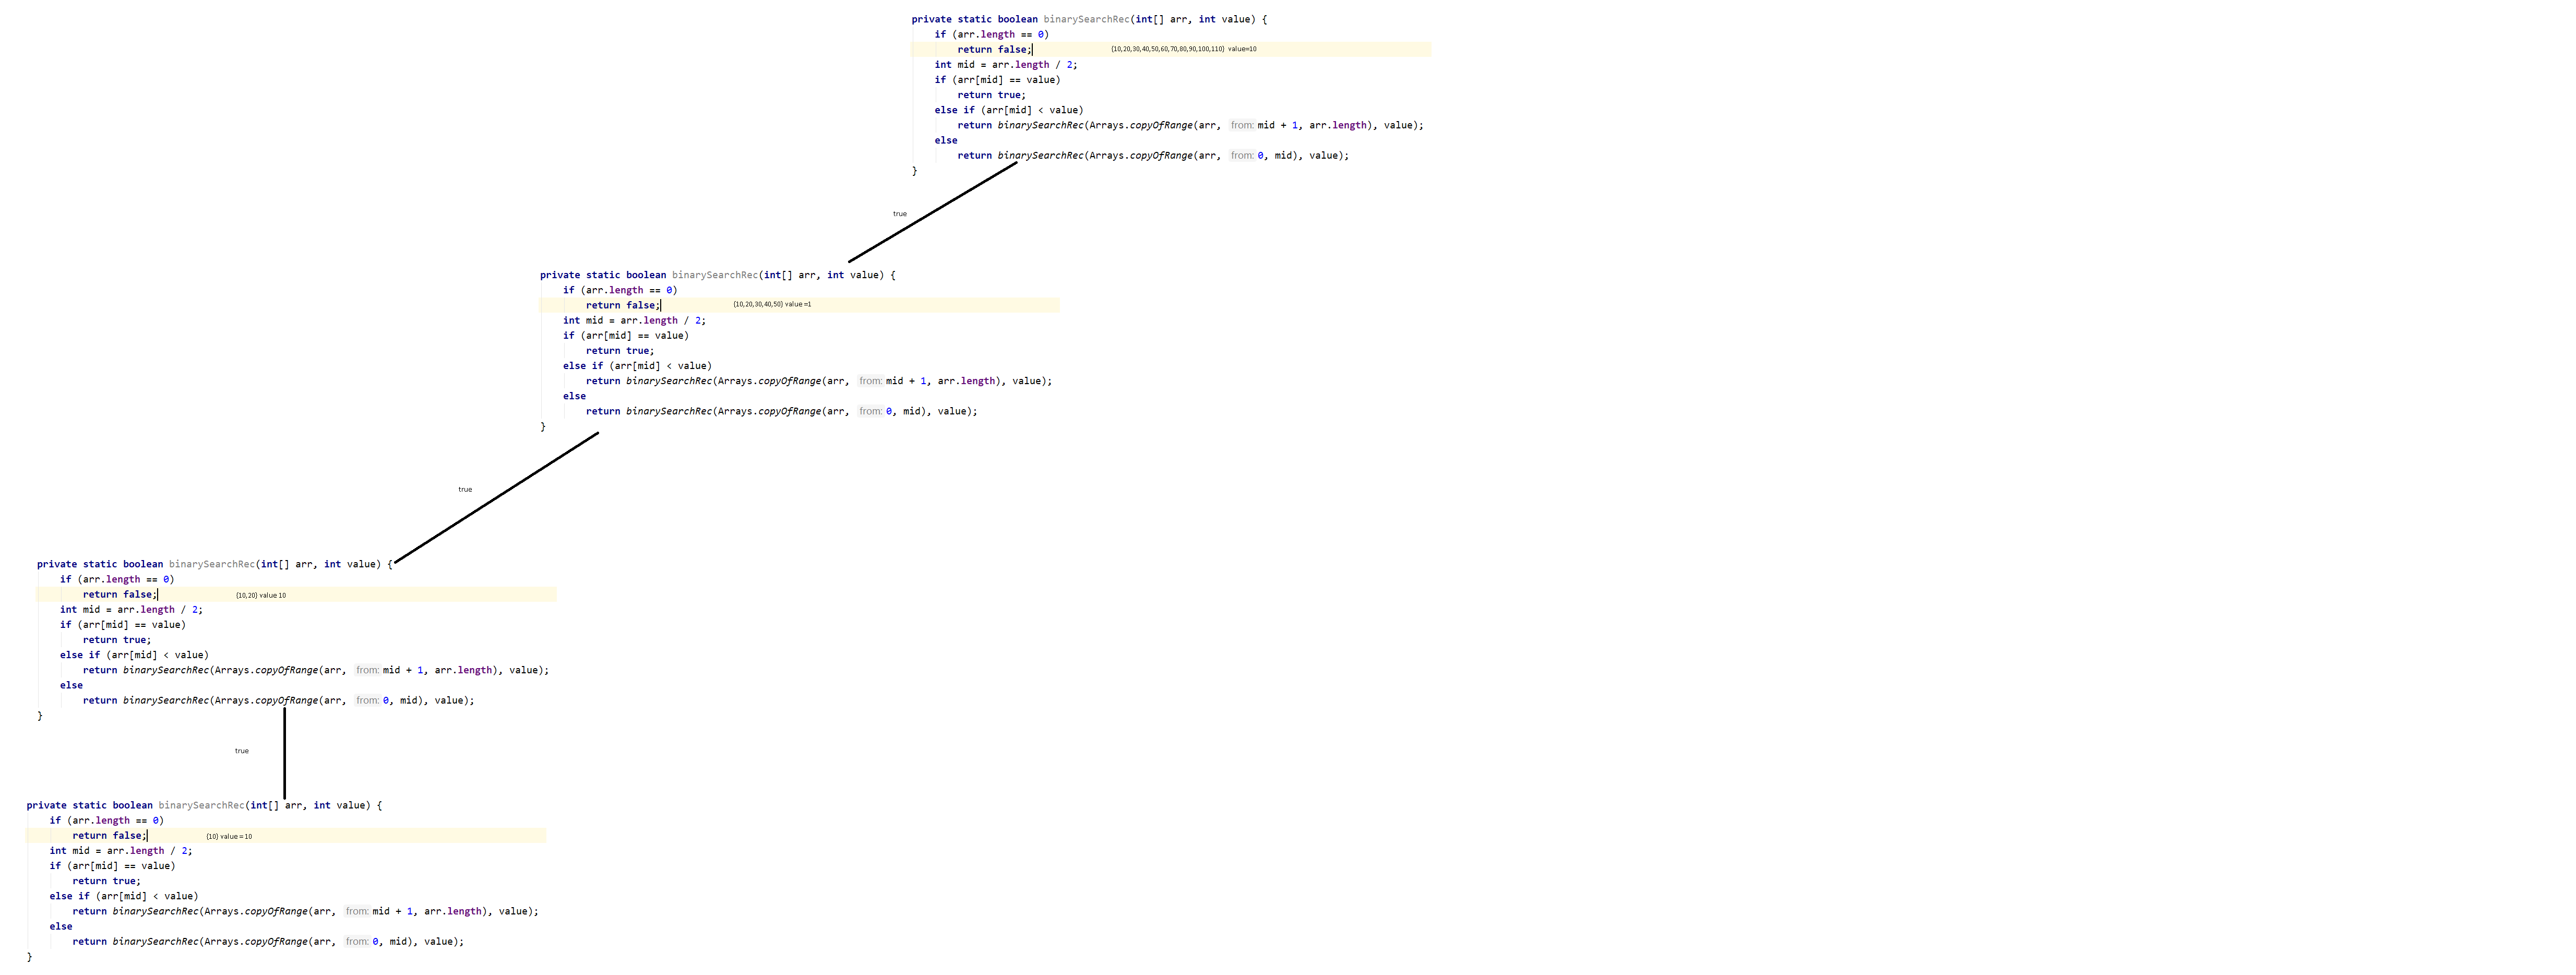 private static boolean binarySearchRec(int[] arr, int value) {
if (arr.length == 0)
return false; {10,20,30,40,50,60,70,80,90,100,110} value=10
int mid = arr.length / 2;
if (arr[mid] == value)
return true;
else if (arr[mid] < value)
return binarySearchRec(Arrays.copyOfRange(arr, from: mid + 1, arr.length), value);
else
return binarySearchRec(Arrays.copyOfRange(arr, from: 0, mid), value);
}
true
private static boolean binarySearchRec(int[] arr, int value) {
if (arr.length == 0)
return false; {10,20,30,40,50} value =1
int mid = arr.length / 2;
if (arr[mid] == value)
return true;
else if (arr[mid] < value)
return binarySearchRec(Arrays.copyOfRange(arr, from: mid + 1, arr.length), value);
else
return binarySearchRec(Arrays.copyOfRange(arr, from: 0, mid), value);
}
true
private static boolean binarySearchRec(int[] arr, int value) {
if (arr.length == 0)
return false; {10,20} value 10
int mid = arr.length / 2;
if (arr[mid] == value)
return true;
else if (arr[mid] < value)
return binarySearchRec(Arrays.copyOfRange(arr, from: mid + 1, arr.length), value);
else
return binarySearchRec(Arrays.copyOfRange(arr, from: 0, mid), value);
}
true
private static boolean binarySearchRec(int[] arr, int value) {
if (arr.length == 0)
return false; {10} value = 10
int mid = arr.length / 2;
if (arr[mid] == value)
return true;
else if (arr[mid] < value)
return binarySearchRec(Arrays.copyOfRange(arr, from: mid + 1, arr.length), value);
else
return binarySearchRec(Arrays.copyOfRange(arr, from: 0, mid), value);
}